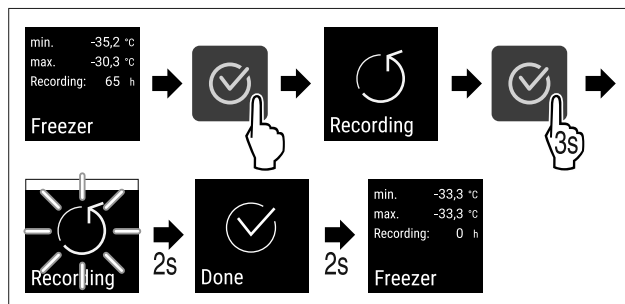 min. -35,2 °C
max. -30,3 °C
Recording: 65 h
Freezer
Recording
3s
Recording
2s
Done
2s
min. -33,3 °C
max. -33,3 °C
Recording: 0 h
Freezer